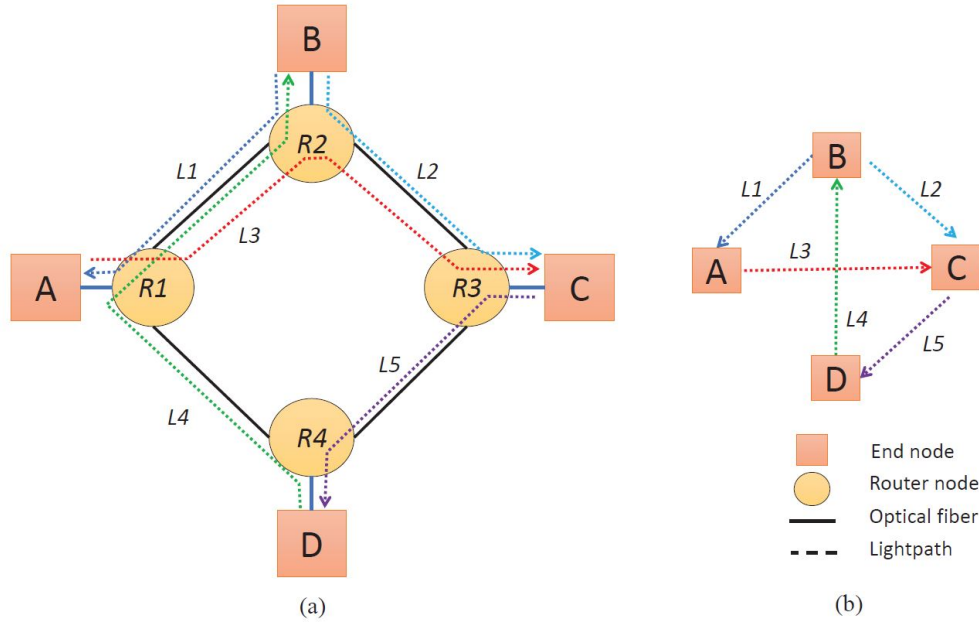 B
R2
L1
L2
L3
A
R1
R3
C
L5
L4
R4
D
(a)
B
L1
L2
A
L3
C
L4
L5
D
End node
Router node
Optical fiber
Lightpath
(b)